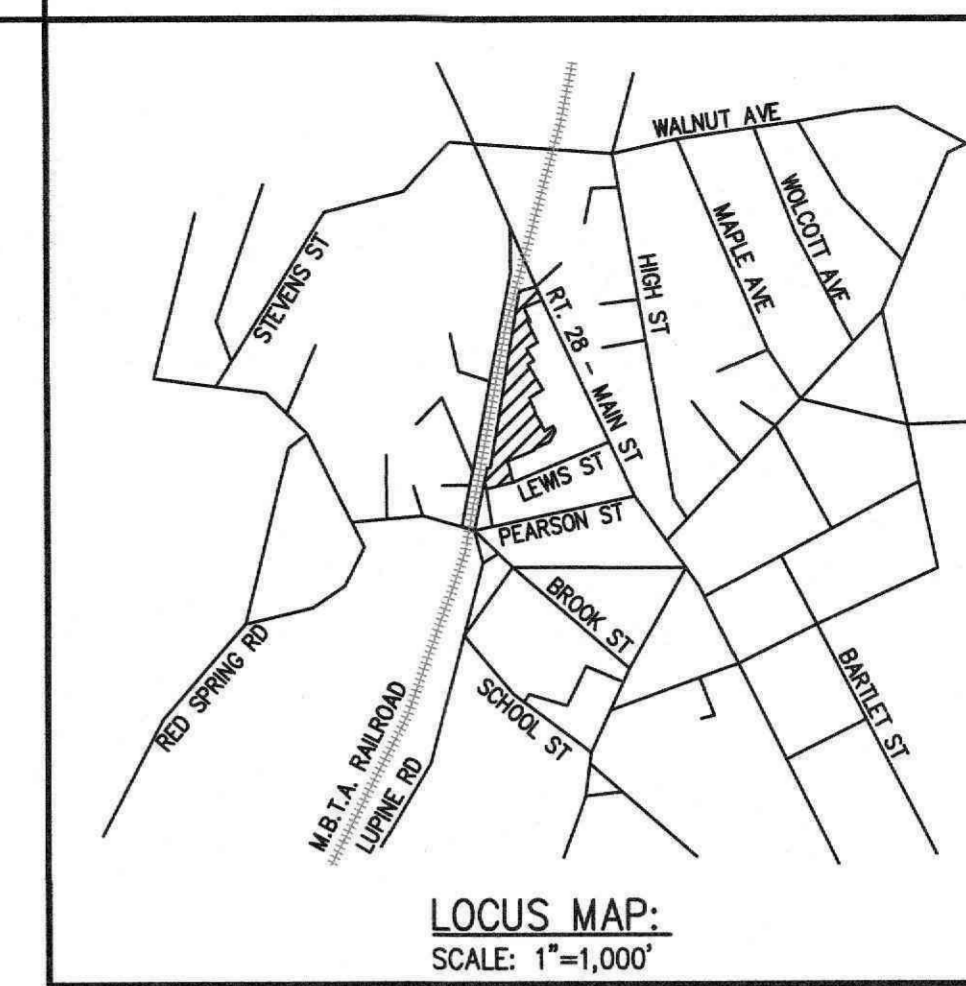 WALNUT AVE
WOLCOTT AVE
MAPLE AVE
HIGH ST
STEVENS ST
RT. 28 - MAIN ST
LEWIS ST
PEARSON ST
BROOK ST
SCHOOL ST
BARTLET ST
RED SPRING RD
M.B.T.A. RAILROAD
LUPINE RD
LOCUS MAP:
SCALE: 1"=1,000'